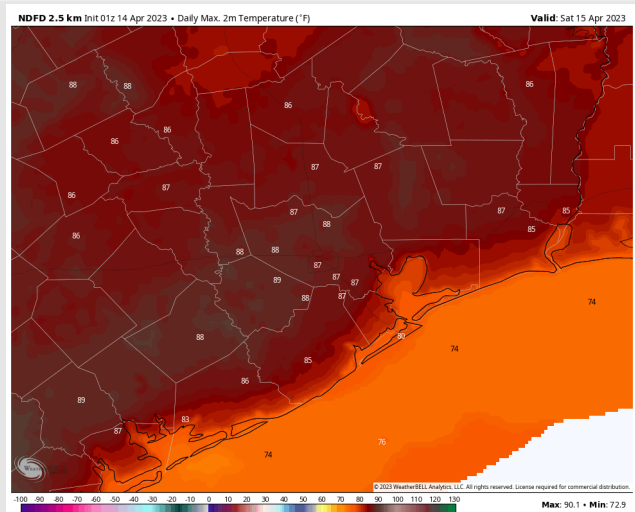 NDFD 2.5 km Init 01z 14 Apr 2023 • Daily Max. 2m Temperature (°F)
Valid: Sat 15 Apr 2023
88 88 86
86
86
86 87 87
87
86
87 87 85
88 85
86
88 88
87
89 87 87
88 87
74
88 80
74
85
86
89
83
87
76
74
© 2023 WeatherBELL Analytics, LLC. All rights reserved. License required for commercial distribution.
-100 -90 -80 -70 -60 -50 -40 -30 -20 -10 0 10 20 30 40 50 60 70 80 90 100 110 120 130
Max: 90.1 • Min: 72.9